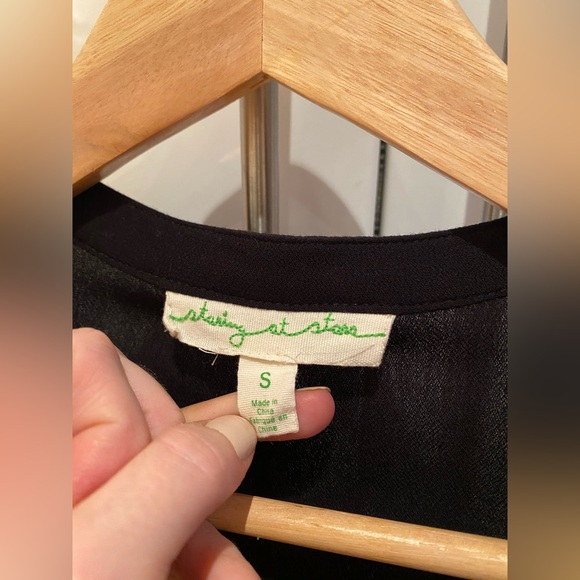 staring at stars
S
Made in
China
Fabriqué en
Chine